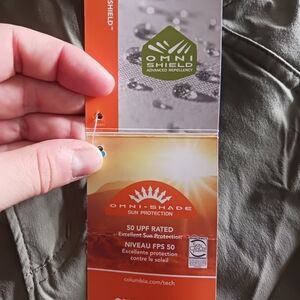 SHIELD™
OMNI
SHIELD
ADVANCED REPELLENCY
OMNI-SHADE
SUN PROTECTION
50 UPF RATED
Excellent Sun Protection
NIVEAU FPS 50
Excellente protection
contre le soleil
columbia.com/tech